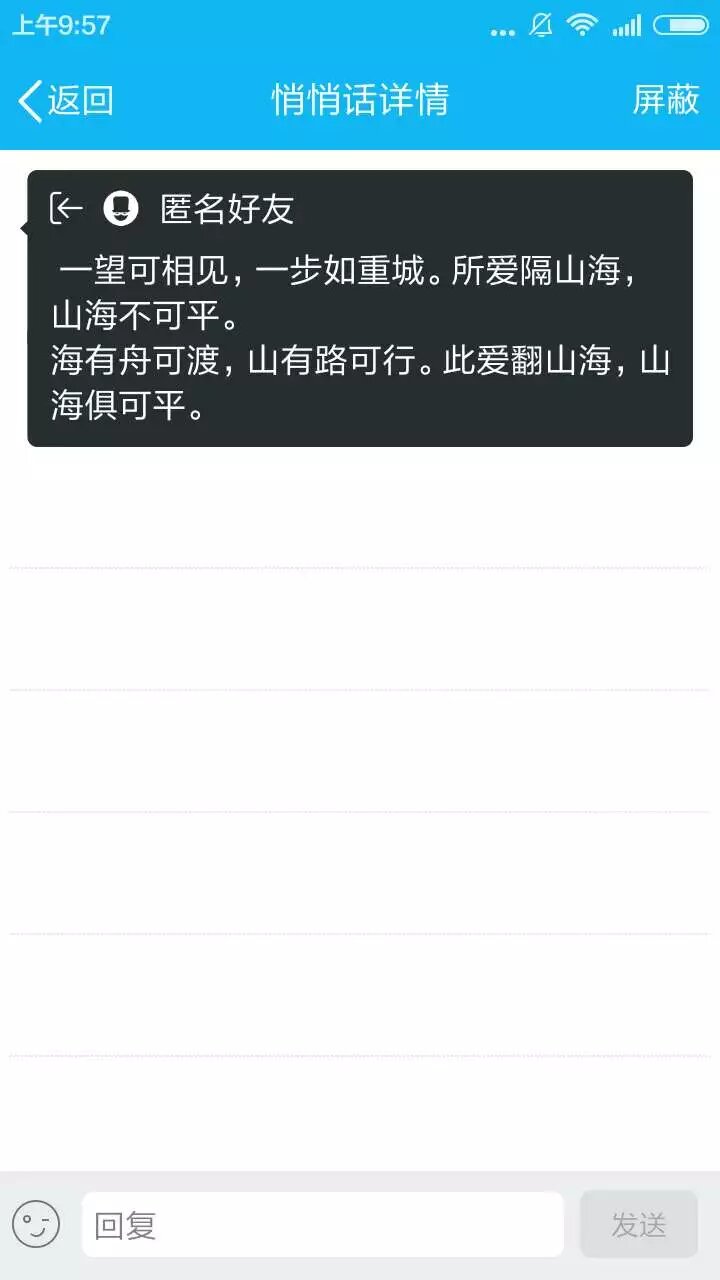 上午9:57
返回
悄悄话详情
屏蔽
匿名好友
一望可相见，一步如重城。所爱隔山海，
山海不可平。
海有舟可渡，山有路可行。此爱翻山海，山
海俱可平。
回复
发送